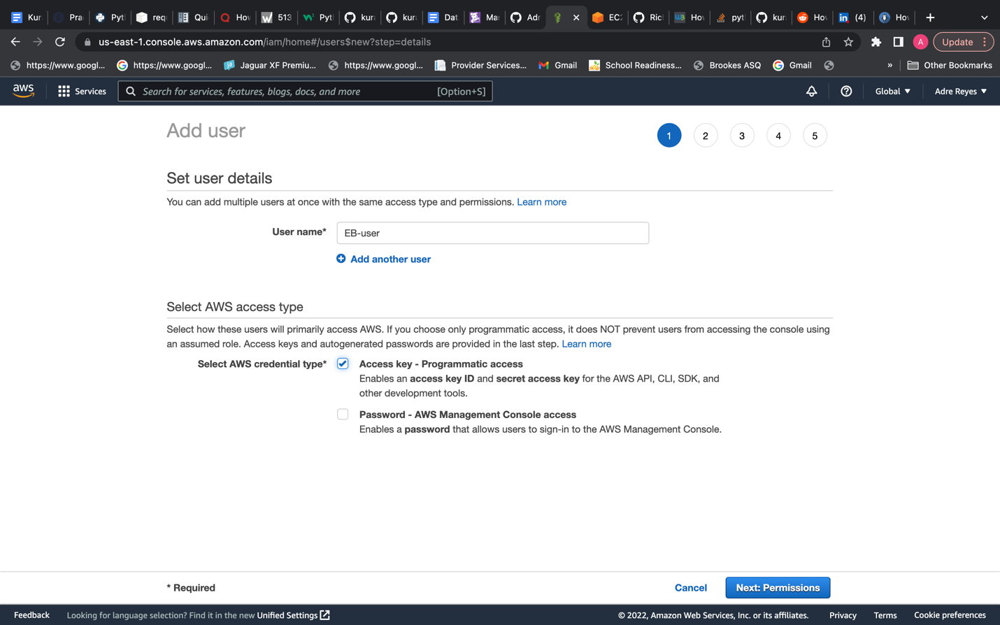 Kur
Pra
Pyt
req
Qui
Hov
513
Pyt
kur
kur
Dat
Ma
Adr
EC2
Ric
Hov
pyt
kur
Hov
(4)
Hov
us-east-1.console.aws.amazon.com/iam/home#/users$new?step=details
A
Update
https://www.googl...
https://www.googl...
Jaguar XF Premiu...
https://www.googl...
Provider Services...
Gmail
School Readiness...
Brookes ASQ
Gmail
»
Other Bookmarks
aws
Services
Search for services, features, blogs, docs, and more
[Option+S]
Global
Adre Reyes
Add user
1
2
3
4
5
Set user details
You can add multiple users at once with the same access type and permissions. Learn more
User name*
EB-user
Add another user
Select AWS access type
Select how these users will primarily access AWS. If you choose only programmatic access, it does NOT prevent users from accessing the console using
an assumed role. Access keys and autogenerated passwords are provided in the last step. Learn more
Select AWS credential type*
Access key - Programmatic access
Enables an access key ID and secret access key for the AWS API, CLI, SDK, and
other development tools.
Password - AWS Management Console access
Enables a password that allows users to sign-in to the AWS Management Console.
* Required
Cancel
Next: Permissions
Feedback
Looking for language selection? Find it in the new Unified Settings
© 2022, Amazon Web Services, Inc. or its affiliates.
Privacy
Terms
Cookie preferences